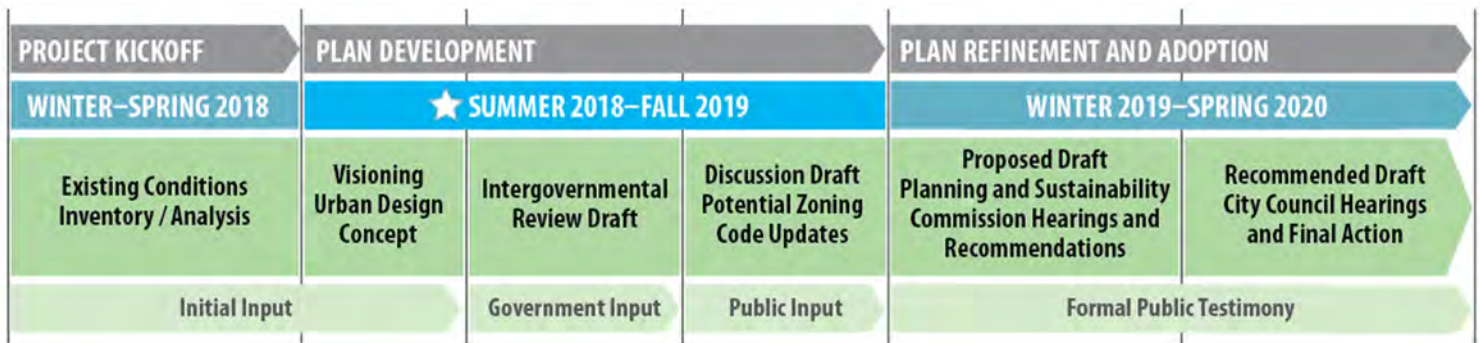 PROJECT KICKOFF
PLAN DEVELOPMENT
PLAN REFINEMENT AND ADOPTION
WINTER–SPRING 2018
SUMMER 2018–FALL 2019
WINTER 2019–SPRING 2020
Existing Conditions
Inventory / Analysis
Visioning
Urban Design
Concept
Intergovernmental
Review Draft
Discussion Draft
Potential Zoning
Code Updates
Proposed Draft
Planning and Sustainability
Commission Hearings and
Recommendations
Recommended Draft
City Council Hearings
and Final Action
Initial Input
Government Input
Public Input
Formal Public Testimony